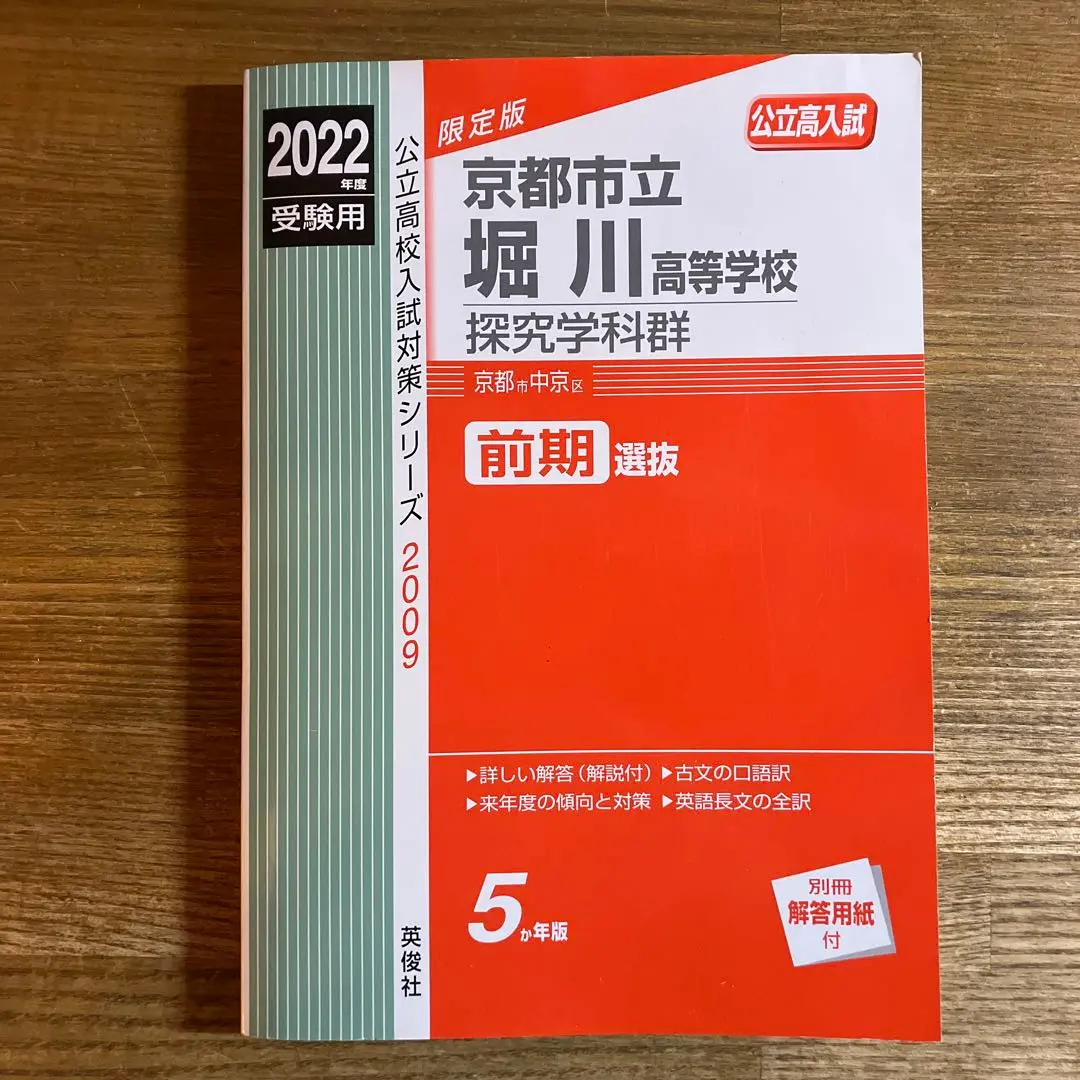 2022
年度
受験用
公立高校入試対策シリーズ 2009
英俊社
限定版
公立高入試
京都市立
堀川高等学校
探究学科群
京都市中京区
前期選抜
▶詳しい解答(解説付) ▶古文の口語訳
▶来年度の傾向と対策 ▶英語長文の全訳
5か年版
別冊
解答用紙
付